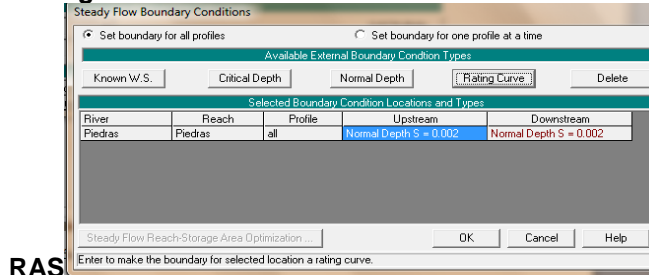 Steady Flow Boundary Conditions
Set boundary for all profiles Set boundary for one profile at a time
Available External Boundary Condtion Types
Known W.S. Critical Depth Normal Depth Rating Curve Delete
Selected Boundary Condition Locations and Types
River Reach Profile Upstream Downstream
Piedras Piedras all Normal Depth S = 0.002 Normal Depth S = 0.002
Steady Flow Reach-Storage Area Optimization ... OK Cancel Help
Enter to make the boundary for selected location a rating curve.
RAS